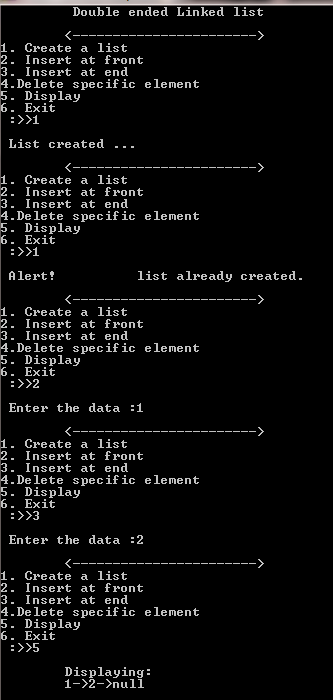 Double ended Linked list
<----------------------->
1. Create a list
2. Insert at front
3. Insert at end
4.Delete specific element
5. Display
6. Exit
:>>1
List created ...
<----------------------->
1. Create a list
2. Insert at front
3. Insert at end
4.Delete specific element
5. Display
6. Exit
:>>1
Alert!          list already created.
<----------------------->
1. Create a list
2. Insert at front
3. Insert at end
4.Delete specific element
5. Display
6. Exit
:>>2
Enter the data :1
<----------------------->
1. Create a list
2. Insert at front
3. Insert at end
4.Delete specific element
5. Display
6. Exit
:>>3
Enter the data :2
<----------------------->
1. Create a list
2. Insert at front
3. Insert at end
4.Delete specific element
5. Display
6. Exit
:>>5
Displaying:
1->2->null